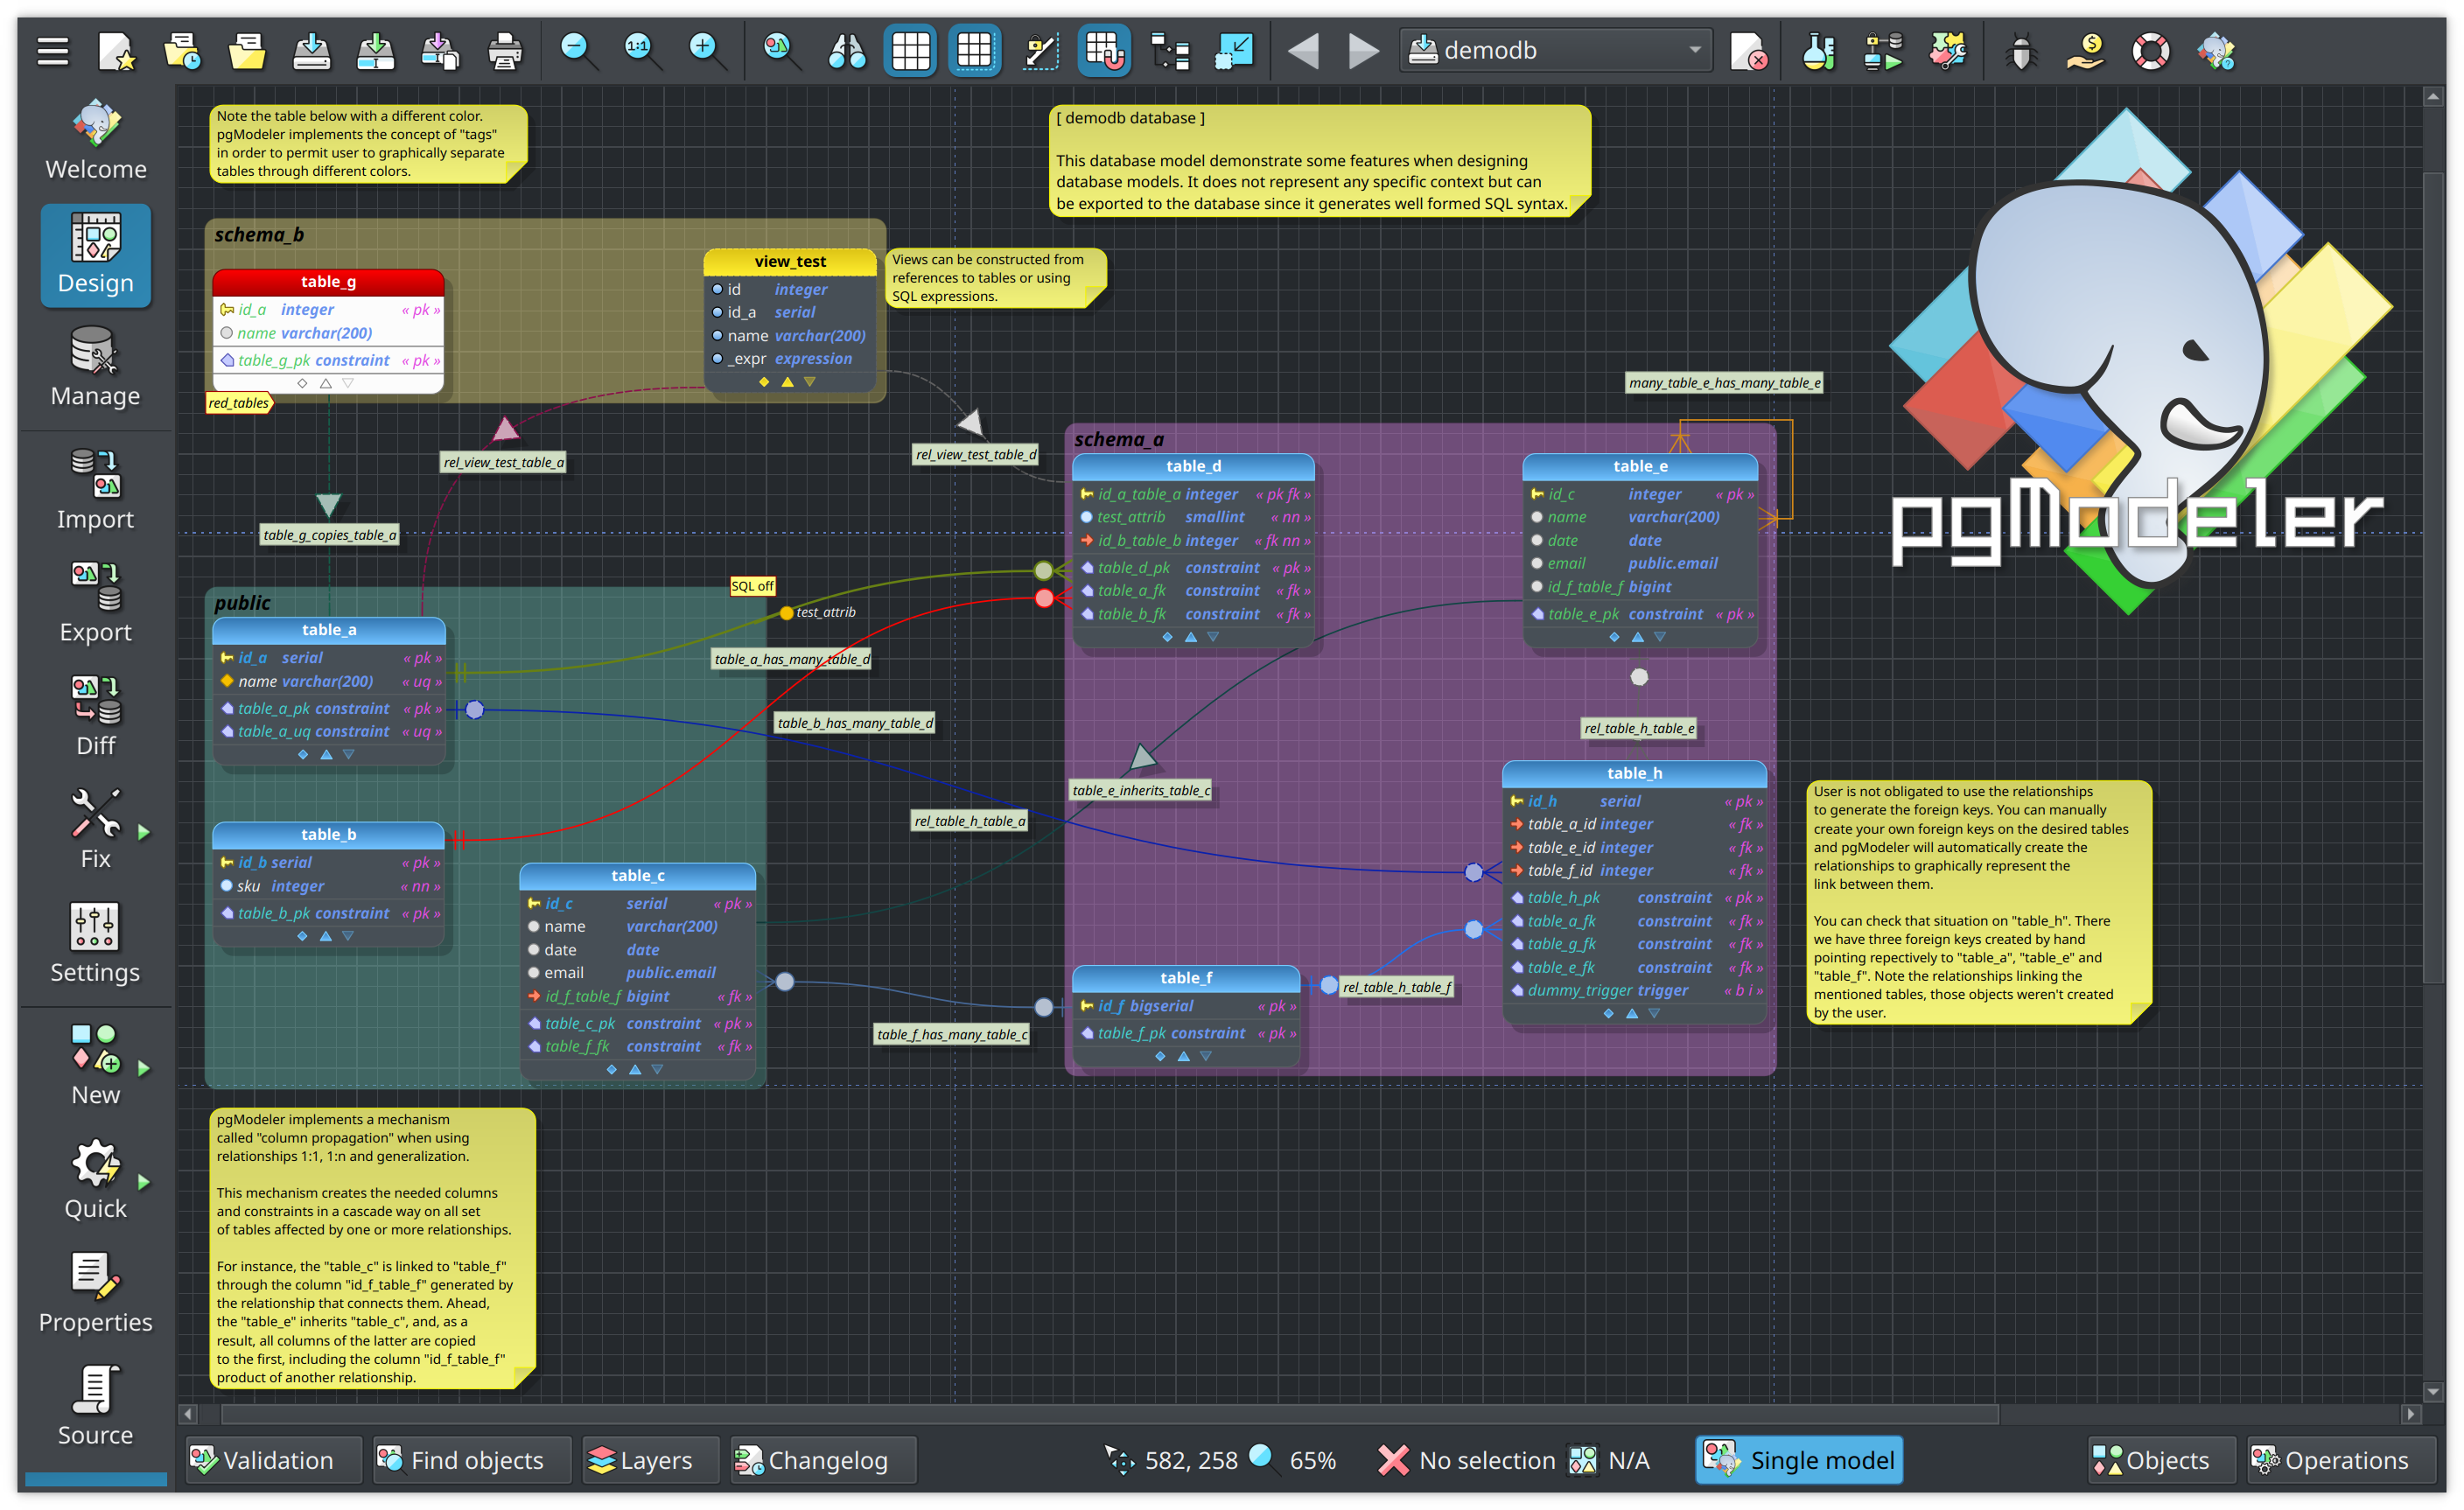 1:1
demodb
Welcome
Design
Manage
Import
Export
Diff
Fix
Settings
New
Quick
Properties
Source
Note the table below with a different color.
pgModeler implements the concept of "tags"
in order to permit user to graphically separate
tables through different colors.
[ demodb database ]
This database model demonstrate some features when designing
database models. It does not represent any specific context but can
be exported to the database since it generates well formed SQL syntax.
schema_b
table_g
id_a integer « pk »
name varchar(200)
table_g_pk constraint « pk »
red_tables
view_test
id integer
id_a serial
name varchar(200)
_expr expression
Views can be constructed from
references to tables or using
SQL expressions.
rel_view_test_table_a
rel_view_test_table_d
table_g_copies_table_a
many_table_e_has_many_table_e
pgModeler
schema_a
table_d
id_a_table_a integer « pk fk »
test_attrib smallint « nn »
id_b_table_b integer « fk nn »
table_d_pk constraint « pk »
table_a_fk constraint « fk »
table_b_fk constraint « fk »
table_e
id_c integer « pk »
name varchar(200)
date date
email public.email
id_f_table_f bigint
table_e_pk constraint « pk »
SQL off
test_attrib
public
table_a
id_a serial « pk »
name varchar(200) « uq »
table_a_pk constraint « pk »
table_a_uq constraint « uq »
table_a_has_many_table_d
table_b_has_many_table_d
rel_table_h_table_e
table_e_inherits_table_c
rel_table_h_table_a
table_b
id_b serial « pk »
sku integer « nn »
table_b_pk constraint « pk »
table_c
id_c serial « pk »
name varchar(200)
date date
email public.email
id_f_table_f bigint « fk »
table_c_pk constraint « pk »
table_f_fk constraint « fk »
table_f_has_many_table_c
table_f
id_f bigserial « pk »
table_f_pk constraint « pk »
rel_table_h_table_f
table_h
id_h serial « pk »
table_a_id integer « fk »
table_e_id integer « fk »
table_f_id integer « fk »
table_h_pk constraint « pk »
table_a_fk constraint « fk »
table_g_fk constraint « fk »
table_e_fk constraint « fk »
dummy_trigger trigger « b i »
User is not obligated to use the relationships
to generate the foreign keys. You can manually
create your own foreign keys on the desired tables
and pgModeler will automatically create the
relationships to graphically represent the
link between them.
You can check that situation on "table_h". There
we have three foreign keys created by hand
pointing repectively to "table_a", "table_e" and
"table_f". Note the relationships linking the
mentioned tables, those objects weren't created
by the user.
pgModeler implements a mechanism
called "column propagation" when using
relationships 1:1, 1:n and generalization.
This mechanism creates the needed columns
and constraints in a cascade way on all set
of tables affected by one or more relationships.
For instance, the "table_c" is linked to "table_f"
through the column "id_f_table_f" generated by
the relationship that connects them. Ahead,
the "table_e" inherits "table_c", and, as a
result, all columns of the latter are copied
to the first, including the column "id_f_table_f"
product of another relationship.
Validation
Find objects
Layers
Changelog
582, 258
65%
No selection
N/A
Single model
Objects
Operations